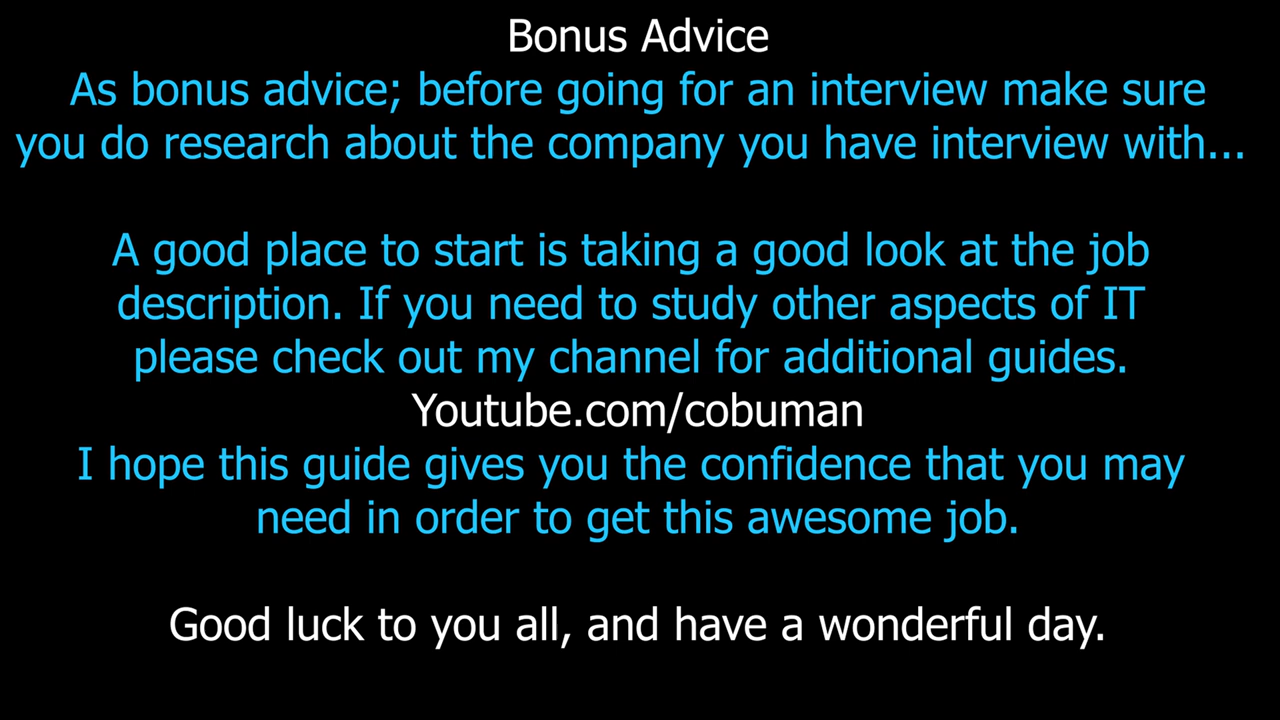 Bonus Advice
As bonus advice; before going for an interview make sure
you do research about the company you have interview with...
A good place to start is taking a good look at the job
description. If you need to study other aspects of IT
please check out my channel for additional guides.
Youtube.com/cobuman
I hope this guide gives you the confidence that you may
need in order to get this awesome job.
Good luck to you all, and have a wonderful day.